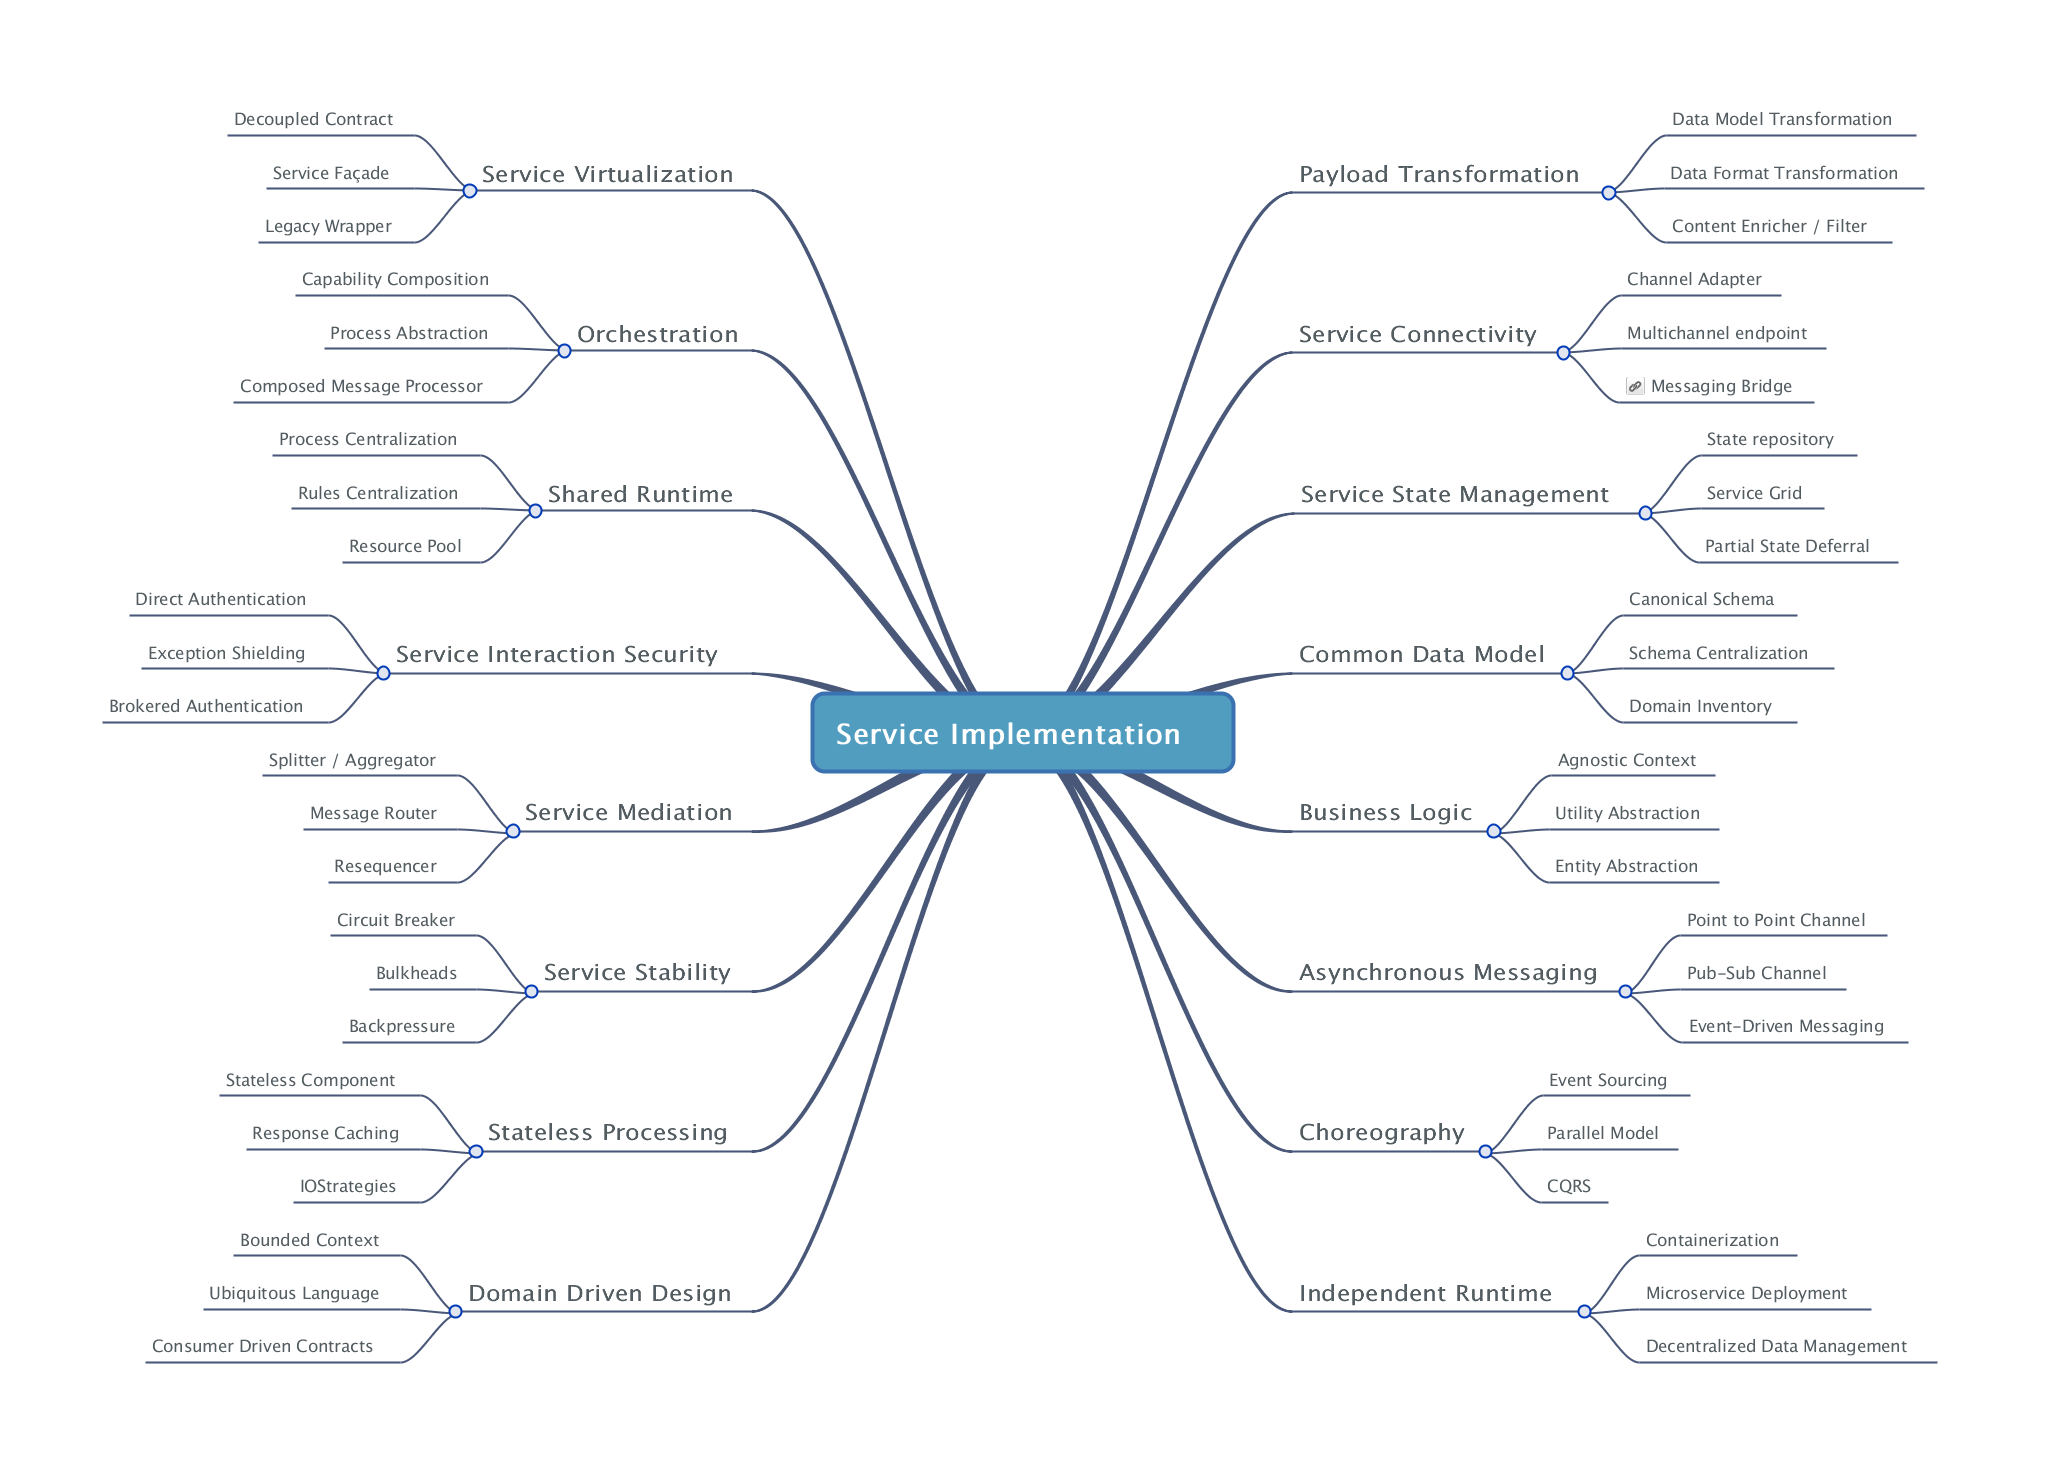 Service Implementation
Service Virtualization
Decoupled Contract
Service Façade
Legacy Wrapper
Orchestration
Capability Composition
Process Abstraction
Composed Message Processor
Shared Runtime
Process Centralization
Rules Centralization
Resource Pool
Service Interaction Security
Direct Authentication
Exception Shielding
Brokered Authentication
Service Mediation
Splitter / Aggregator
Message Router
Resequencer
Service Stability
Circuit Breaker
Bulkheads
Backpressure
Stateless Processing
Stateless Component
Response Caching
IOStrategies
Domain Driven Design
Bounded Context
Ubiquitous Language
Consumer Driven Contracts
Payload Transformation
Data Model Transformation
Data Format Transformation
Content Enricher / Filter
Service Connectivity
Channel Adapter
Multichannel endpoint
Messaging Bridge
Service State Management
State repository
Service Grid
Partial State Deferral
Common Data Model
Canonical Schema
Schema Centralization
Domain Inventory
Business Logic
Agnostic Context
Utility Abstraction
Entity Abstraction
Asynchronous Messaging
Point to Point Channel
Pub-Sub Channel
Event-Driven Messaging
Choreography
Event Sourcing
Parallel Model
CQRS
Independent Runtime
Containerization
Microservice Deployment
Decentralized Data Management